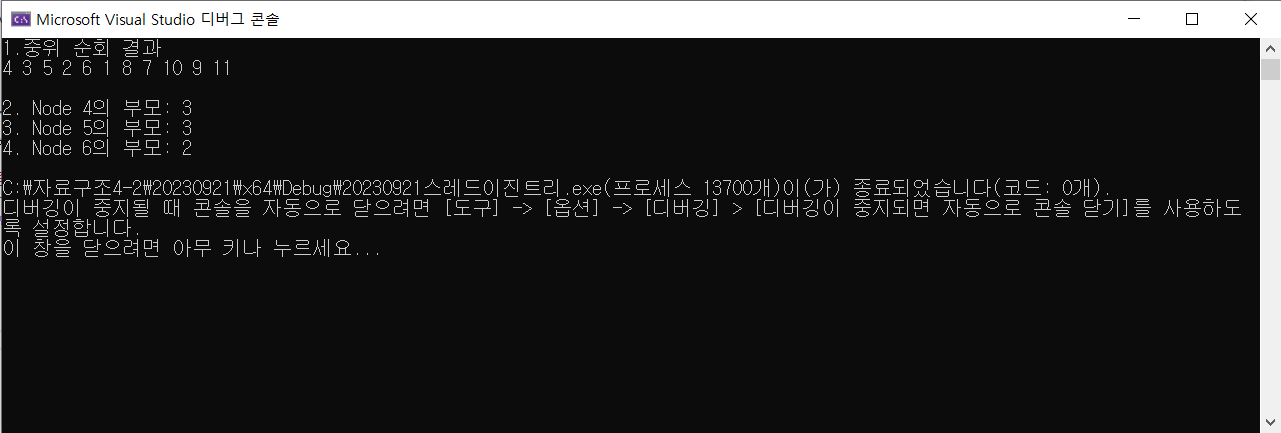 Microsoft Visual Studio 디버그 콘솔
1.중위 순회 결과
4 3 5 2 6 1 8 7 10 9 11
2. Node 4의 부모: 3
3. Node 5의 부모: 3
4. Node 6의 부모: 2
C:\자료구조4-2\20230921\x64\Debug\20230921스레드이진트리.exe(프로세스 13700개)이(가) 종료되었습니다(코드: 0개).
디버깅이 중지될 때 콘솔을 자동으로 닫으려면 [도구] -> [옵션] -> [디버깅] > [디버깅이 중지되면 자동으로 콘솔 닫기]를 사용하도
록 설정합니다.
이 창을 닫으려면 아무 키나 누르세요...